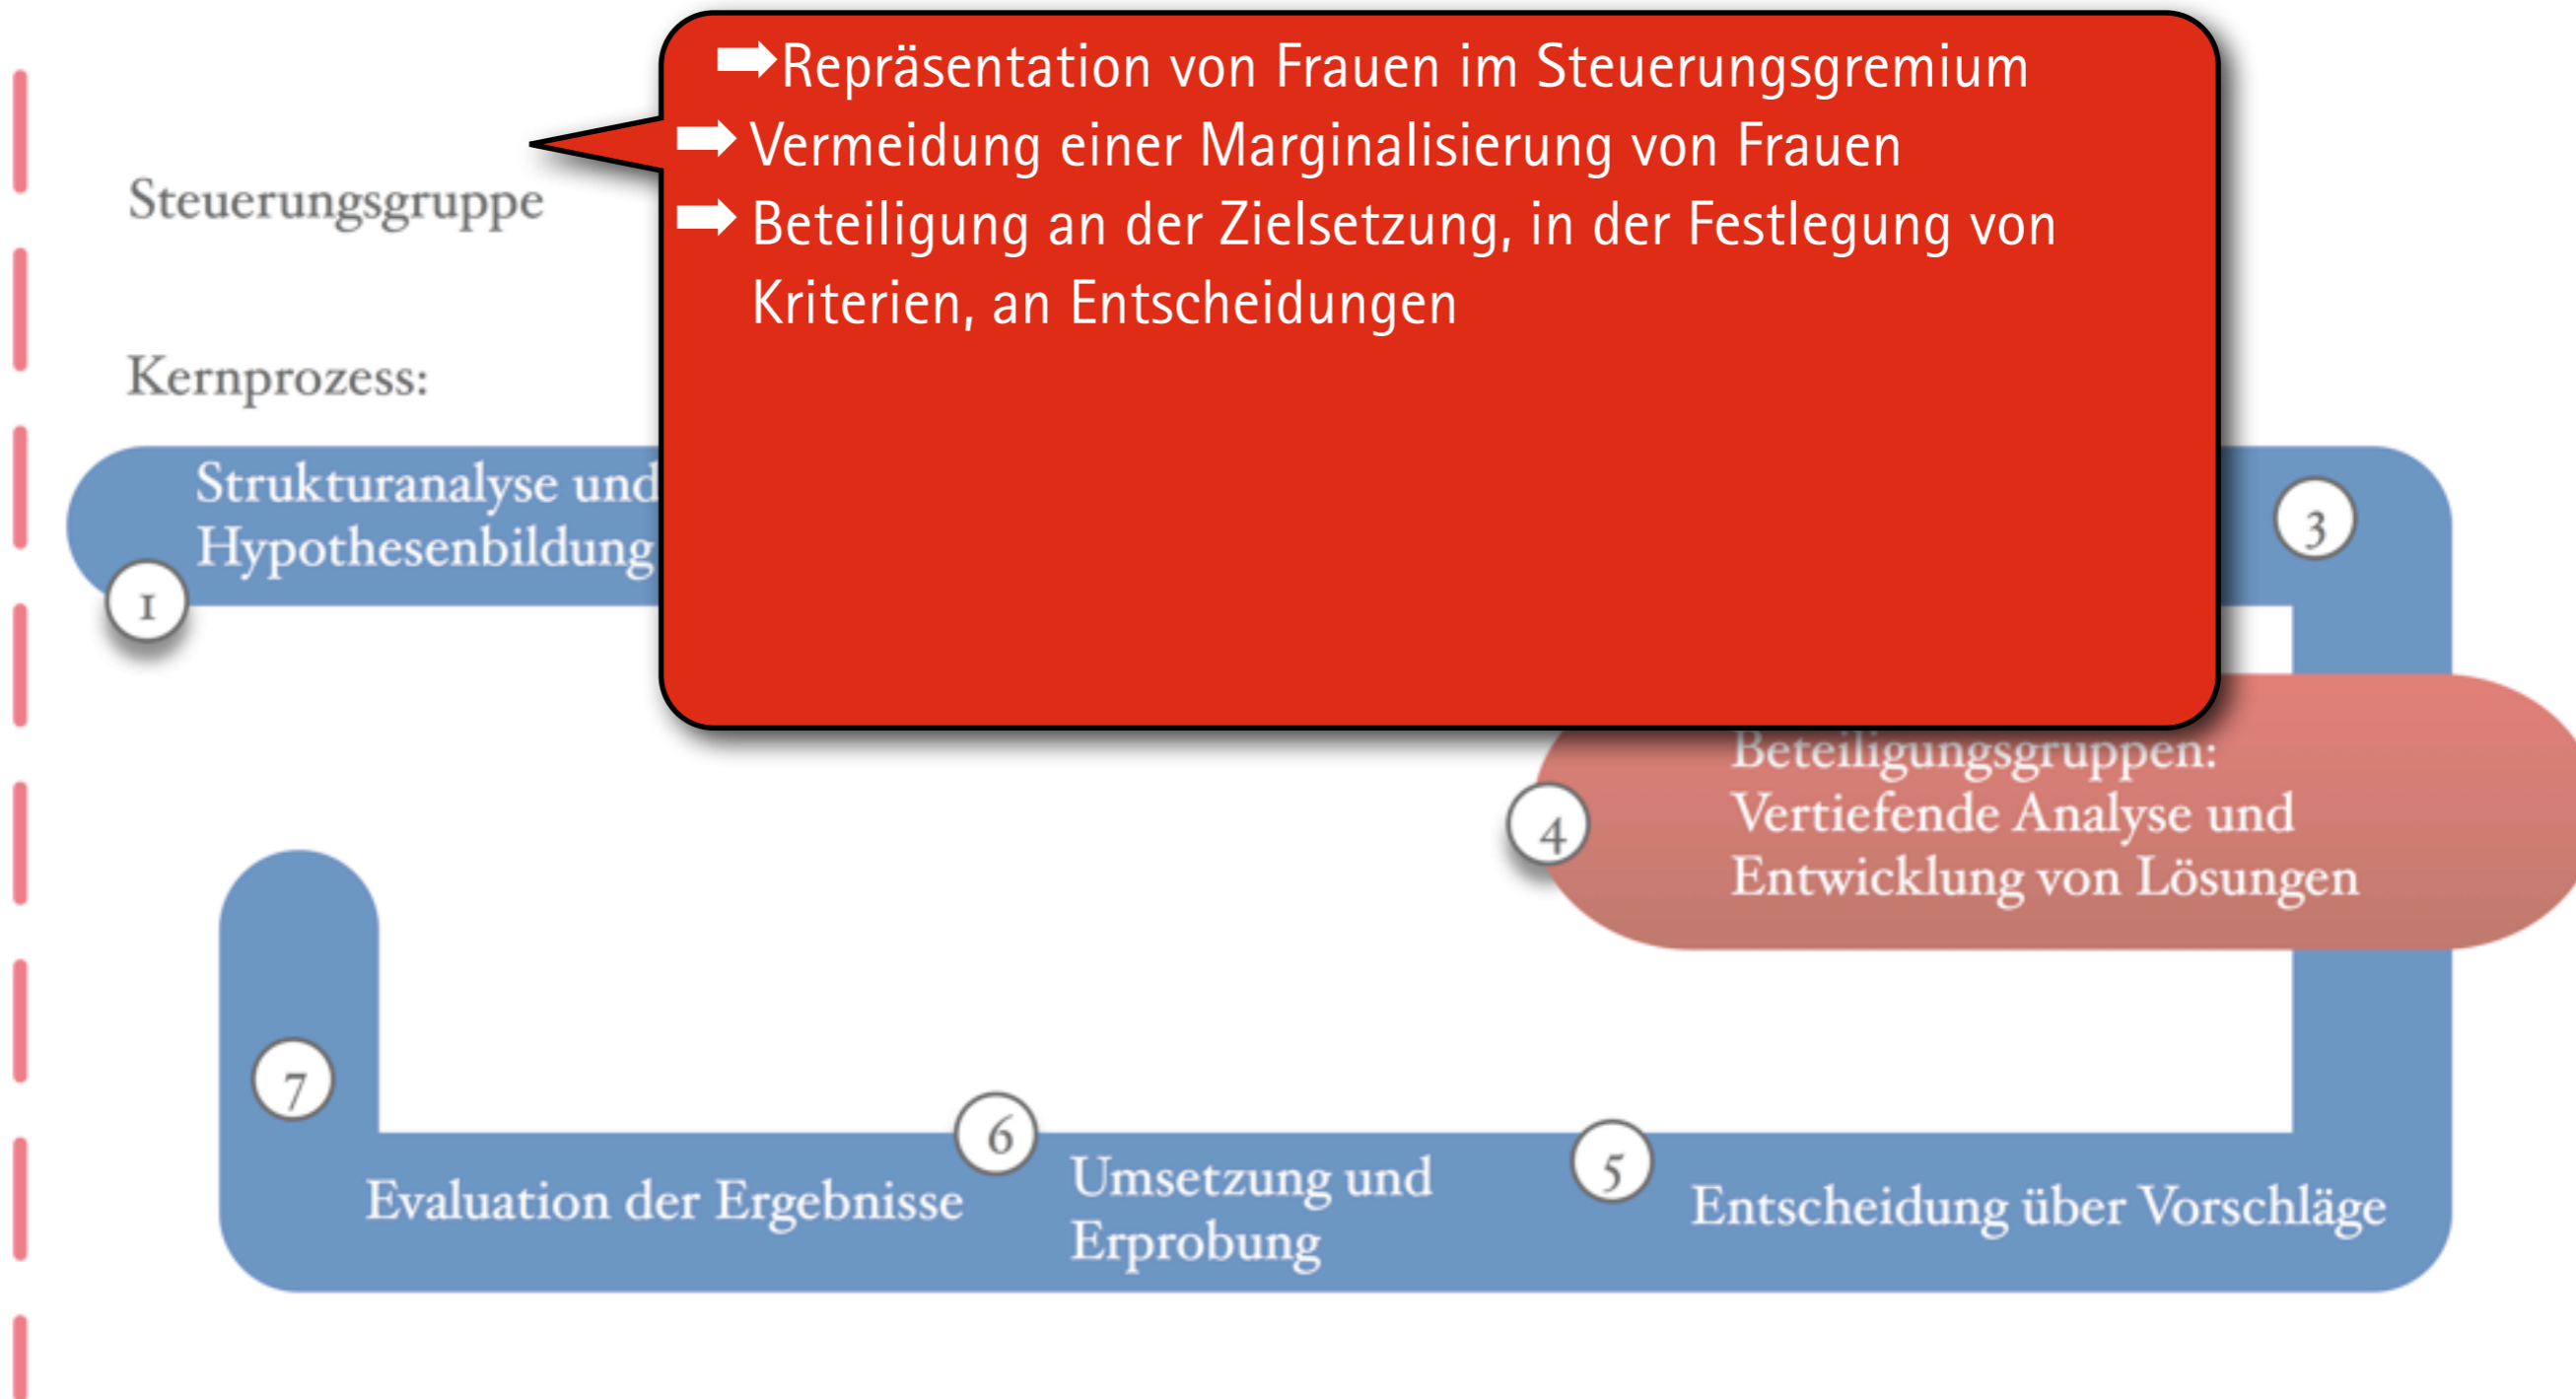 Repräsentation von Frauen im Steuerungsgremium
Vermeidung einer Marginalisierung von Frauen
Beteiligung an der Zielsetzung, in der Festlegung von
Kriterien, an Entscheidungen
Steuerungsgruppe
Kernprozess:
Strukturanalyse und
Hypothesenbildung
1
3
Beteiligungsgruppen:
Vertiefende Analyse und
Entwicklung von Lösungen
4
7
Evaluation der Ergebnisse
6
Umsetzung und
Erprobung
5
Entscheidung über Vorschläge